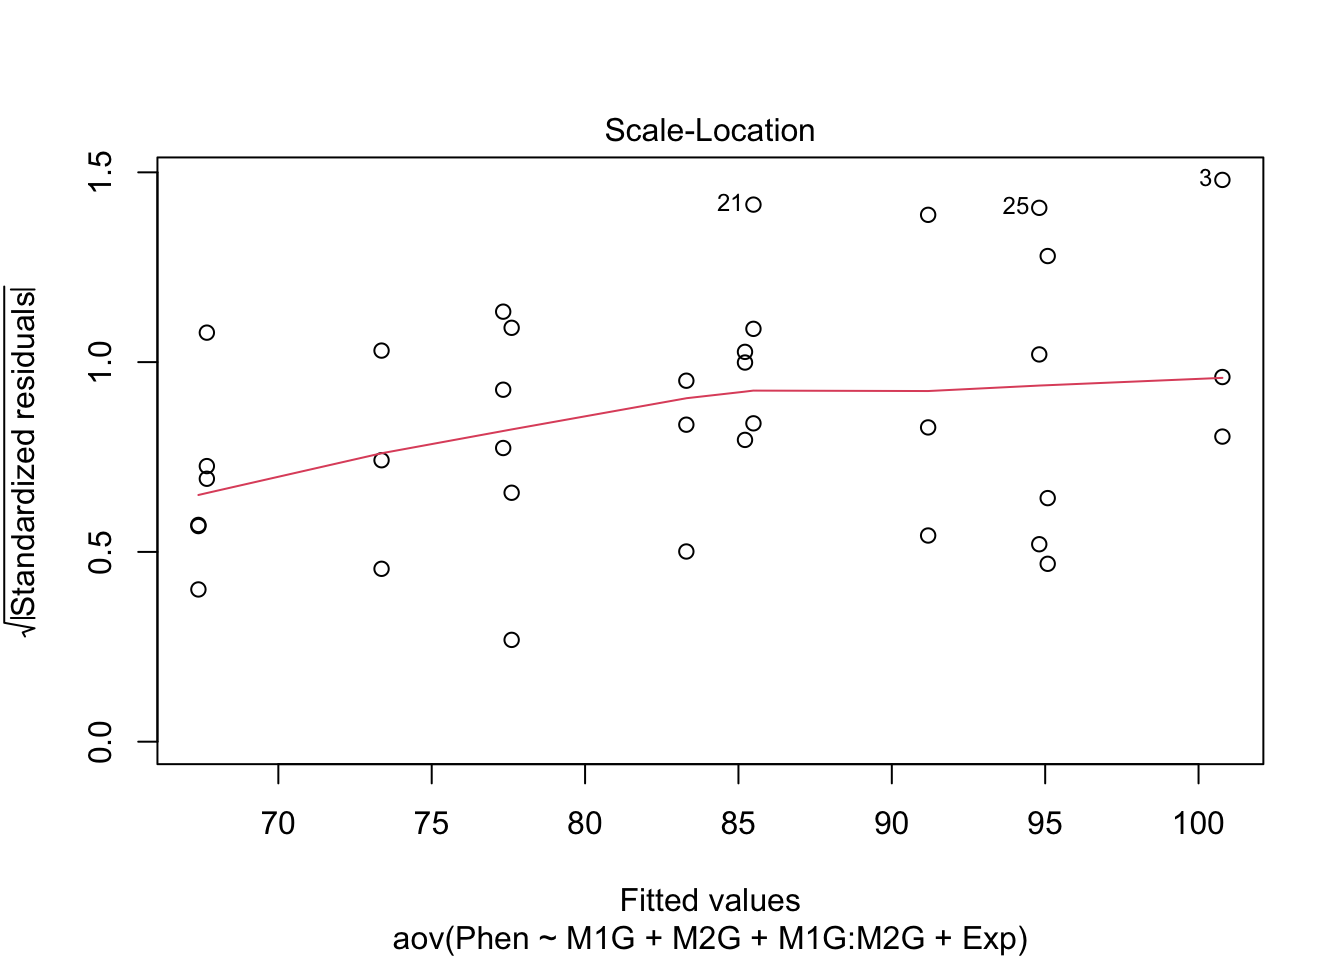 Scale-Location
√|Standardized residuals|
1.5
1.0
0.5
0.0
21
25
3
70 75 80 85 90 95 100
Fitted values
aov(Phen ~ M1G + M2G + M1G:M2G + Exp)